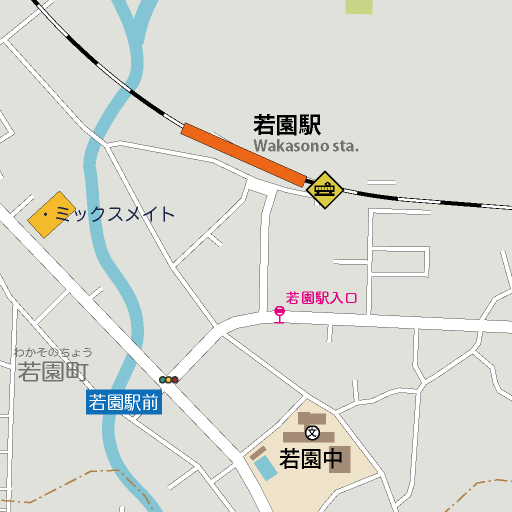 若園駅
Wakasono sta.
・ミックスメイト
若園駅入口
わかそのちょう
若園町
若園駅前
文
若園中